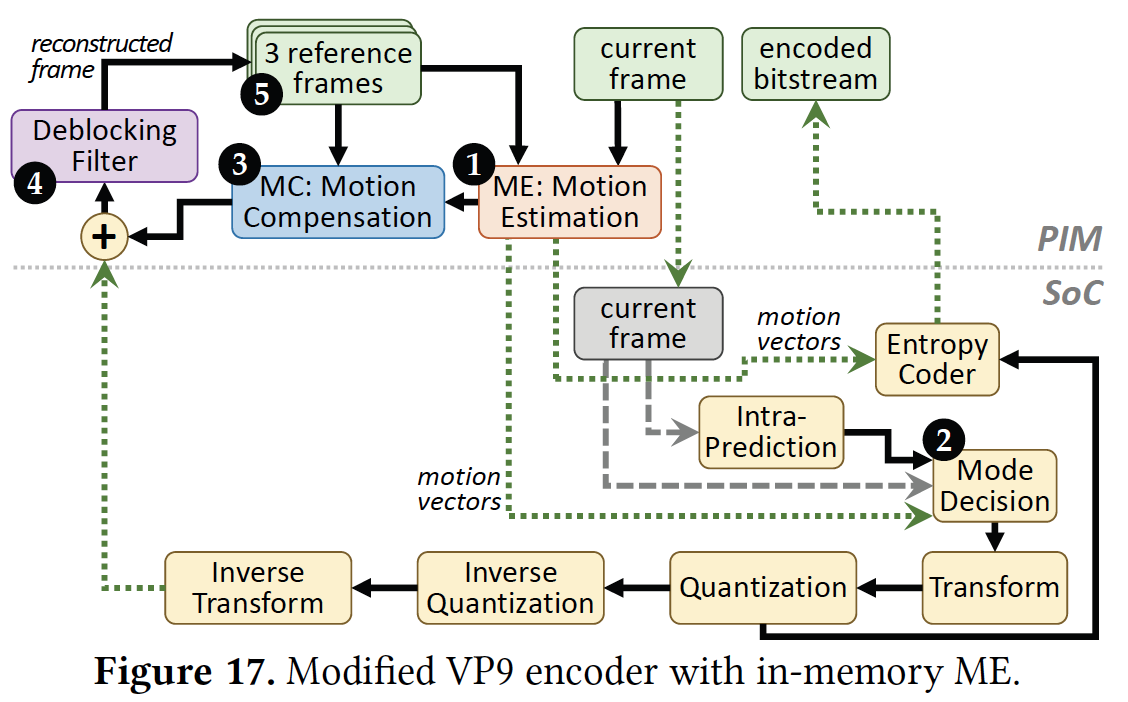 reconstructed
frame
3 reference
frames
5
current
frame
encoded
bitstream
Deblocking
Filter
4
3
MC: Motion
Compensation
1
ME: Motion
Estimation
+
PIM
SoC
current
frame
motion
vectors
Entropy
Coder
Intra-
Prediction
2
Mode
Decision
motion
vectors
Inverse
Transform
Inverse
Quantization
Quantization
Transform
Figure 17. Modified VP9 encoder with in-memory ME.